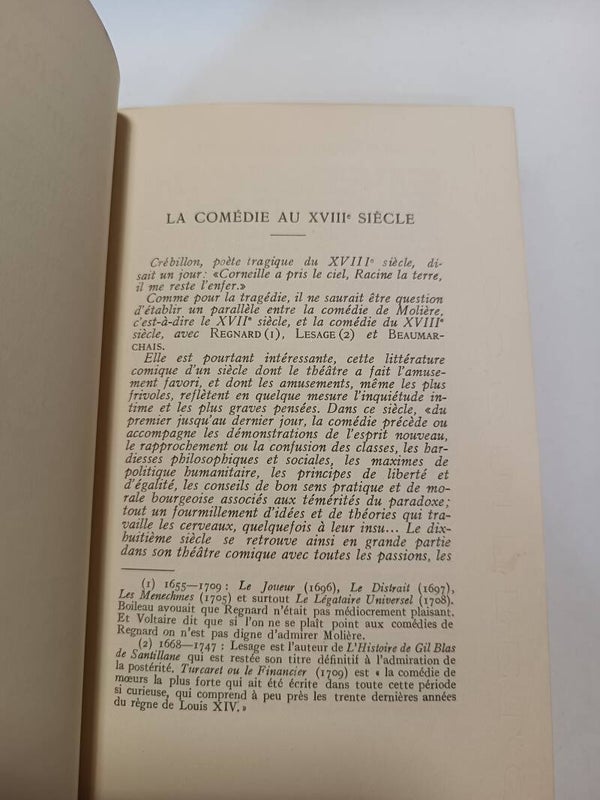 LA COMÉDIE AU XVIIIe SIÈCLE
Crébillon, poète tragique du XVIIIe siècle, di-
sait un jour: «Corneille a pris le ciel, Racine la terre,
il me reste l'enfer.»
Comme pour la tragédie, il ne saurait être question
d'établir un parallèle entre la comédie de Molière,
c'est-à-dire le XVIIe siècle, et la comédie du XVIIIe
siècle, avec REGNARD (1), LESAGE (2) et BEAUMAR-
CHAIS.
Elle est pourtant intéressante, cette littérature
comique d'un siècle dont le théâtre a fait l'amuse-
ment favori, et dont les amusements, même les plus
frivoles, reflètent en quelque mesure l'inquiétude in-
time et les plus graves pensées. Dans ce siècle, «du
premier jusqu'au dernier jour, la comédie précède ou
accompagne les démonstrations de l'esprit nouveau,
le rapprochement ou la confusion des classes, les har-
diesses philosophiques et sociales, les maximes de
politique humanitaire, les principes de liberté et
d'égalité, les conseils de bon sens pratique et de mo-
rale bourgeoise associés aux témérités du paradoxe;
tout un fourmillement d'idées et de théories qui tra-
vaille les cerveaux, quelquefois à leur insu... Le dix-
huitième siècle se retrouve ainsi en grande partie
dans son théâtre comique avec toutes les passions, les
(1) 1655—1709 : Le Joueur (1696), Le Distrait (1697),
Les Menechmes (1705) et surtout Le Légataire Universel (1708).
Boileau avouait que Regnard n'était pas médiocrement plaisant.
Et Voltaire dit que si l'on ne se plaît point aux comédies de
Regnard on n'est pas digne d'admirer Molière.
(2) 1668—1747 : Lesage est l'auteur de L'Histoire de Gil Blas
de Santillane qui est restée son titre définitif à l'admiration de
la postérité. Turcaret ou le Financier (1709) est « la comédie de
mœurs la plus forte qui ait été écrite dans toute cette période
si curieuse, qui comprend à peu près les trente dernières années
du règne de Louis XIV.»